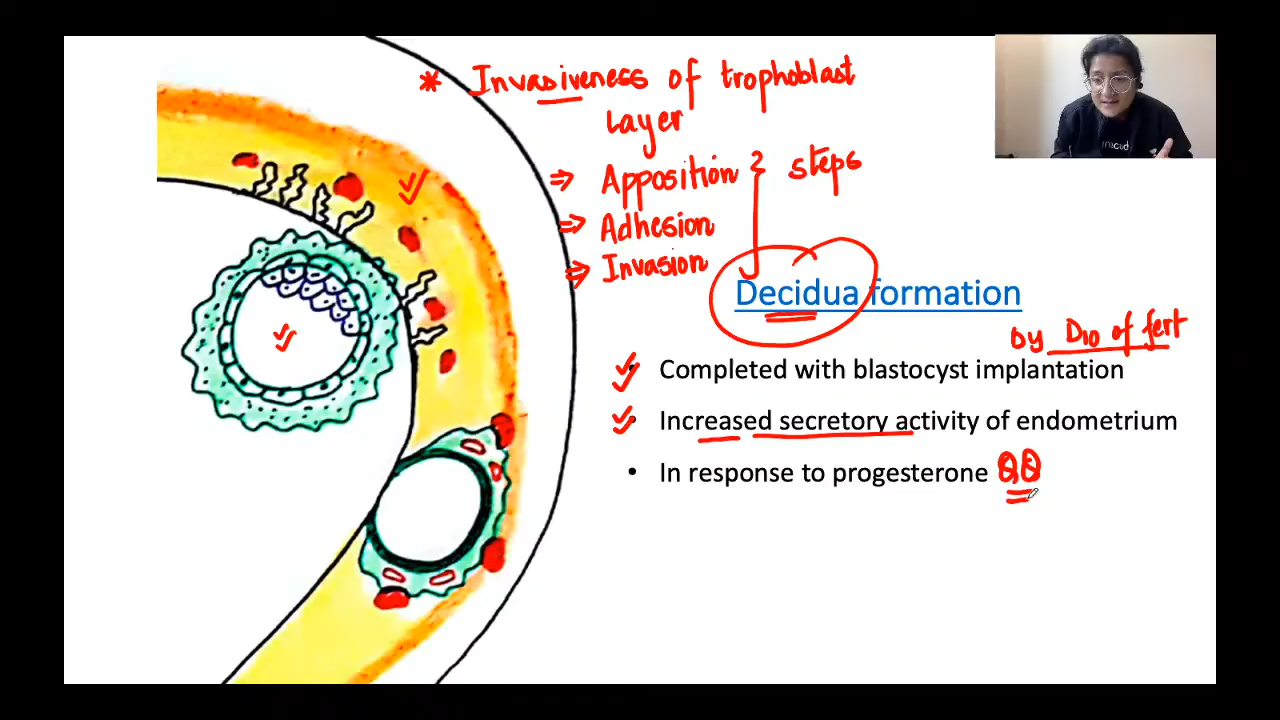 * Invasiveness of trophoblast
layer
⇒ Apposition } steps
⇒ Adhesion
⇒ Invasion
Decidua formation
by D10 of fert
• Completed with blastocyst implantation
• Increased secretory activity of endometrium
• In response to progesterone